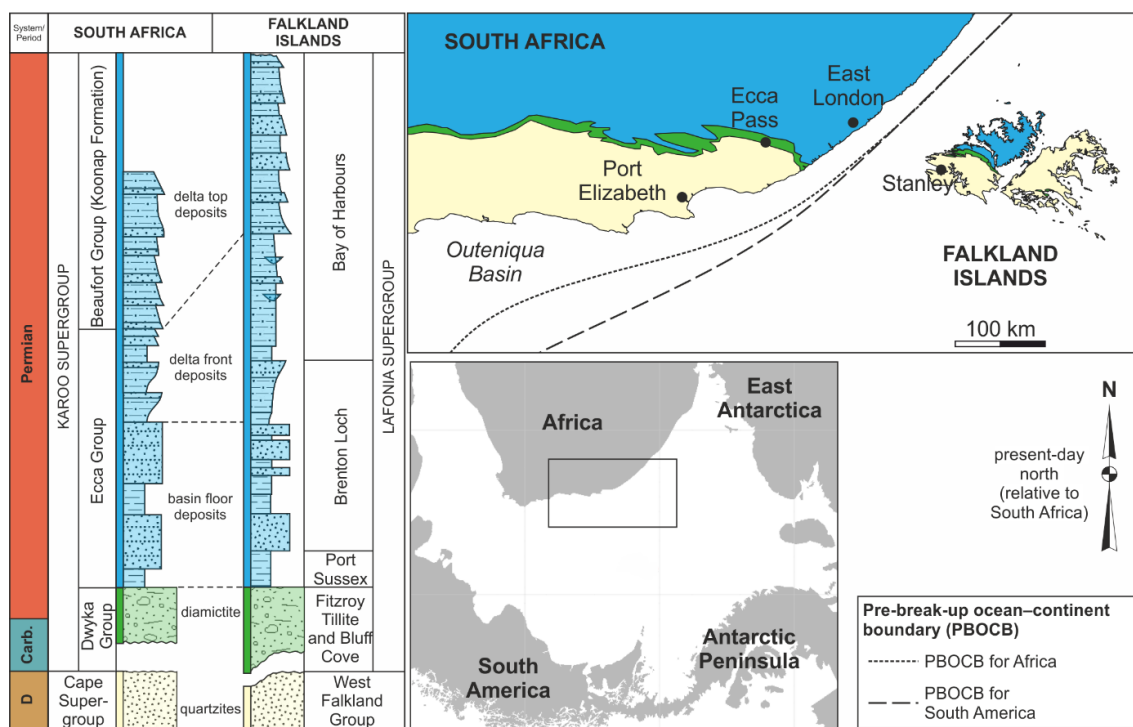 System/
Period
SOUTH AFRICA
FALKLAND
ISLANDS
Permian
Carb.
D
KAROO SUPERGROUP
Beaufort Group (Koonap Formation)
Ecca Group
Dwyka
Group
Cape
Super-
group
delta top
deposits
delta front
deposits
basin floor
deposits
diamictite
quartzites
Bay of Harbours
Brenton Loch
Port
Sussex
Fitzroy
Tillite
and Bluff
Cove
West
Falkland
Group
LAFONIA SUPERGROUP
SOUTH AFRICA
East
London
Ecca
Pass
Port
Elizabeth
Outeniqua
Basin
Stanley
FALKLAND
ISLANDS
100 km
Africa
East
Antarctica
South
America
Antarctic
Peninsula
N
present-day
north
(relative to
South Africa)
Pre-break-up ocean–continent
boundary (PBOCB)
PBOCB for Africa
PBOCB for
South America